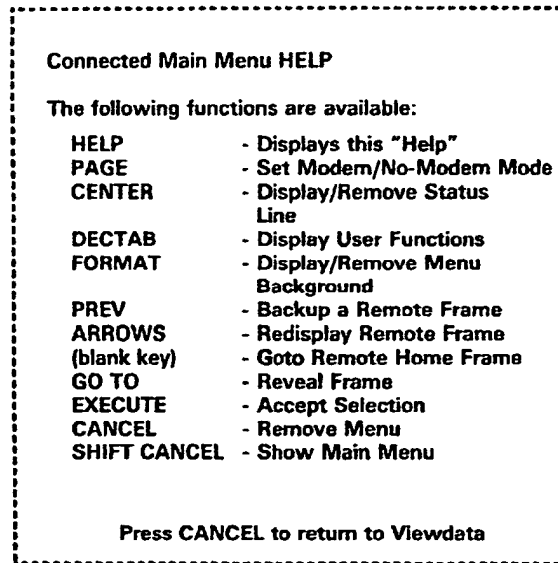 Connected Main Menu HELP
The following functions are available:
HELP - Displays this "Help"
PAGE - Set Modem/No-Modem Mode
CENTER - Display/Remove Status
Line
DECTAB - Display User Functions
FORMAT - Display/Remove Menu
Background
PREV - Backup a Remote Frame
ARROWS - Redisplay Remote Frame
(blank key) - Goto Remote Home Frame
GO TO - Reveal Frame
EXECUTE - Accept Selection
CANCEL - Remove Menu
SHIFT CANCEL - Show Main Menu
Press CANCEL to return to Viewdata